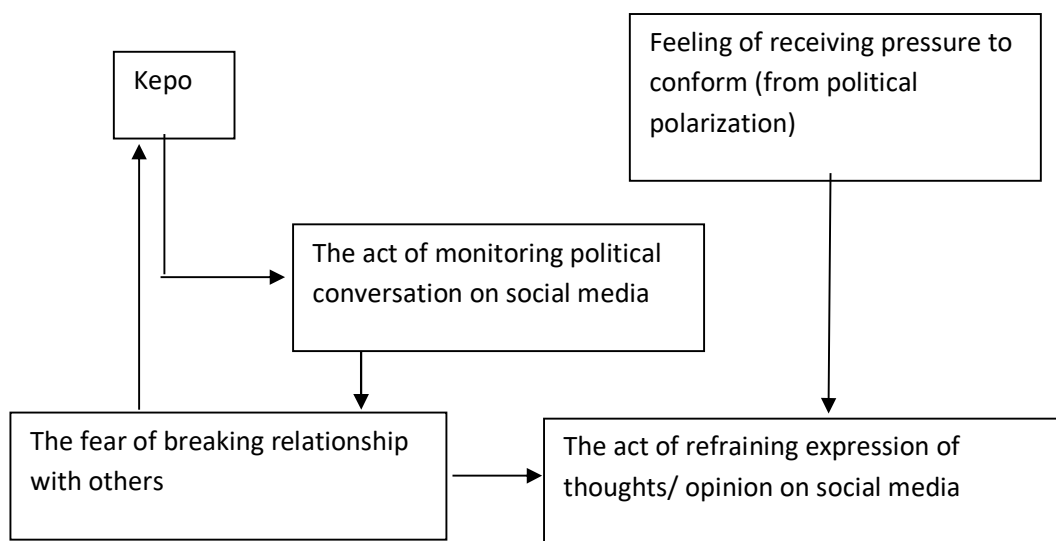 Kepo
Feeling of receiving pressure to
conform (from political
polarization)
The act of monitoring political
conversation on social media
The fear of breaking relationship
with others
The act of refraining expression of
thoughts/ opinion on social media